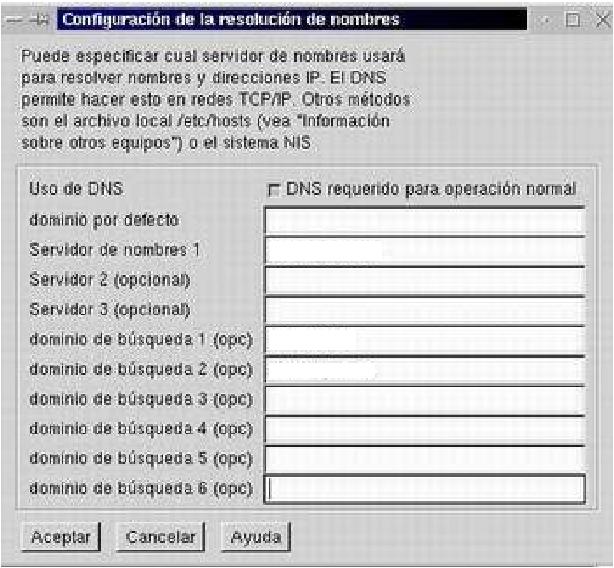 Configuración de la resolución de nombres
Puede especificar cual servidor de nombres usará
para resolver nombres y direcciones IP. El DNS
permite hacer esto en redes TCP/IP. Otros métodos
son el archivo local /etc/hosts (vea "Información
sobre otros equipos") o el sistema NIS
Uso de DNS DNS requerido para operación normal
dominio por defecto
Servidor de nombres 1
Servidor 2 (opcional)
Servidor 3 (opcional)
dominio de búsqueda 1 (opc)
dominio de búsqueda 2 (opc)
dominio de búsqueda 3 (opc)
dominio de búsqueda 4 (opc)
dominio de búsqueda 5 (opc)
dominio de búsqueda 6 (opc)
Aceptar Cancelar Ayuda